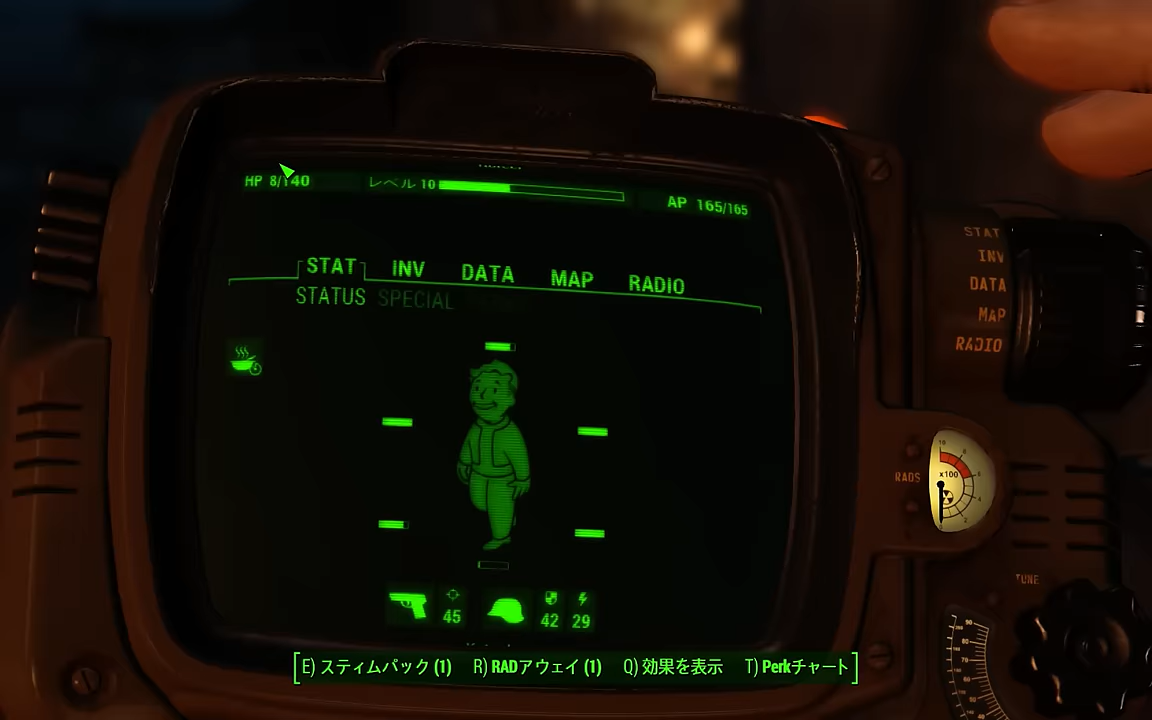 HP 8/140 レベル 10 AP 165/165
STAT INV DATA MAP RADIO
STATUS SPECIAL
STAT
INV
DATA
MAP
RADIO
RADS
x100
TUNE
45 42 29
E) スティムパック (1) R) RADアウェイ (1) Q) 効果を表示 T) Perkチャート